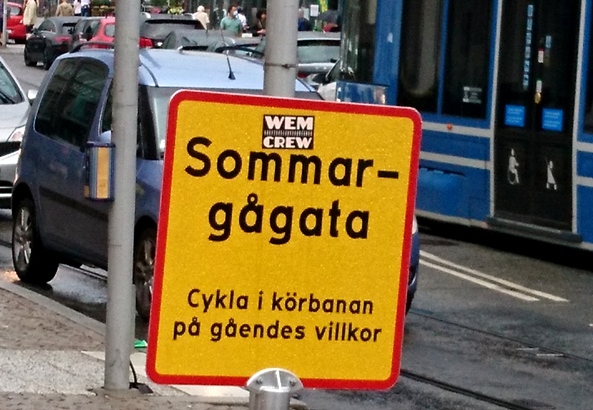 WEM
CREW
Sommar-
gågata
Cykla i körbanan
på gåendes villkor